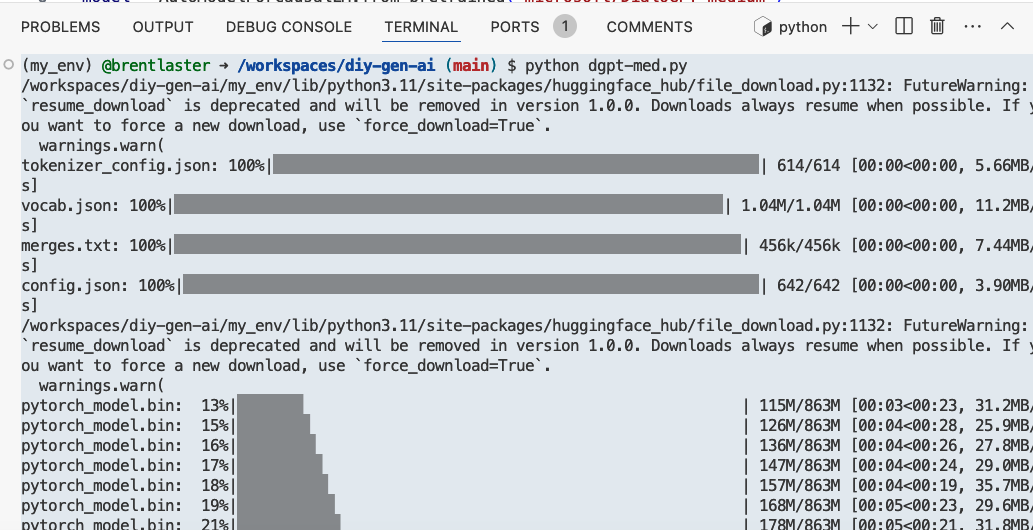 PROBLEMS OUTPUT DEBUG CONSOLE TERMINAL PORTS 1 COMMENTS python
(my_env) @brentlaster → /workspaces/diy-gen-ai (main) $ python dgpt-med.py
/workspaces/diy-gen-ai/my_env/lib/python3.11/site-packages/huggingface_hub/file_download.py:1132: FutureWarning:
`resume_download` is deprecated and will be removed in version 1.0.0. Downloads always resume when possible. If y
ou want to force a new download, use `force_download=True`.
warnings.warn(
tokenizer_config.json: 100%| | 614/614 [00:00<00:00, 5.66MB/
s]
vocab.json: 100%| | 1.04M/1.04M [00:00<00:00, 11.2MB/
s]
merges.txt: 100%| | 456k/456k [00:00<00:00, 7.44MB/
s]
config.json: 100%| | 642/642 [00:00<00:00, 3.90MB/
s]
/workspaces/diy-gen-ai/my_env/lib/python3.11/site-packages/huggingface_hub/file_download.py:1132: FutureWarning:
`resume_download` is deprecated and will be removed in version 1.0.0. Downloads always resume when possible. If y
ou want to force a new download, use `force_download=True`.
warnings.warn(
pytorch_model.bin: 13%| | 115M/863M [00:03<00:23, 31.2MB/
pytorch_model.bin: 15%| | 126M/863M [00:04<00:28, 25.9MB/
pytorch_model.bin: 16%| | 136M/863M [00:04<00:26, 27.8MB/
pytorch_model.bin: 17%| | 147M/863M [00:04<00:24, 29.0MB/
pytorch_model.bin: 18%| | 157M/863M [00:04<00:19, 35.7MB/
pytorch_model.bin: 19%| | 168M/863M [00:05<00:23, 29.6MB/
pytorch_model.bin: 21%| | 178M/863M [00:05<00:21, 31.8MB/